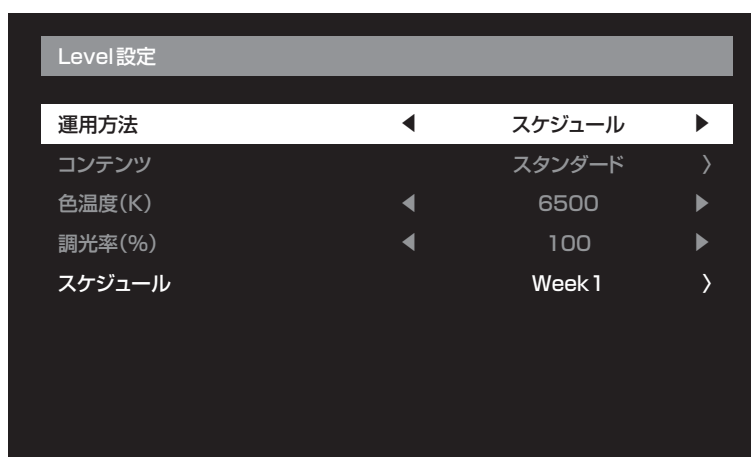 Level設定
運用方法 ◀ スケジュール ▶
コンテンツ スタンダード 〉
色温度(K) ◀ 6500 ▶
調光率(%) ◀ 100 ▶
スケジュール Week1 〉